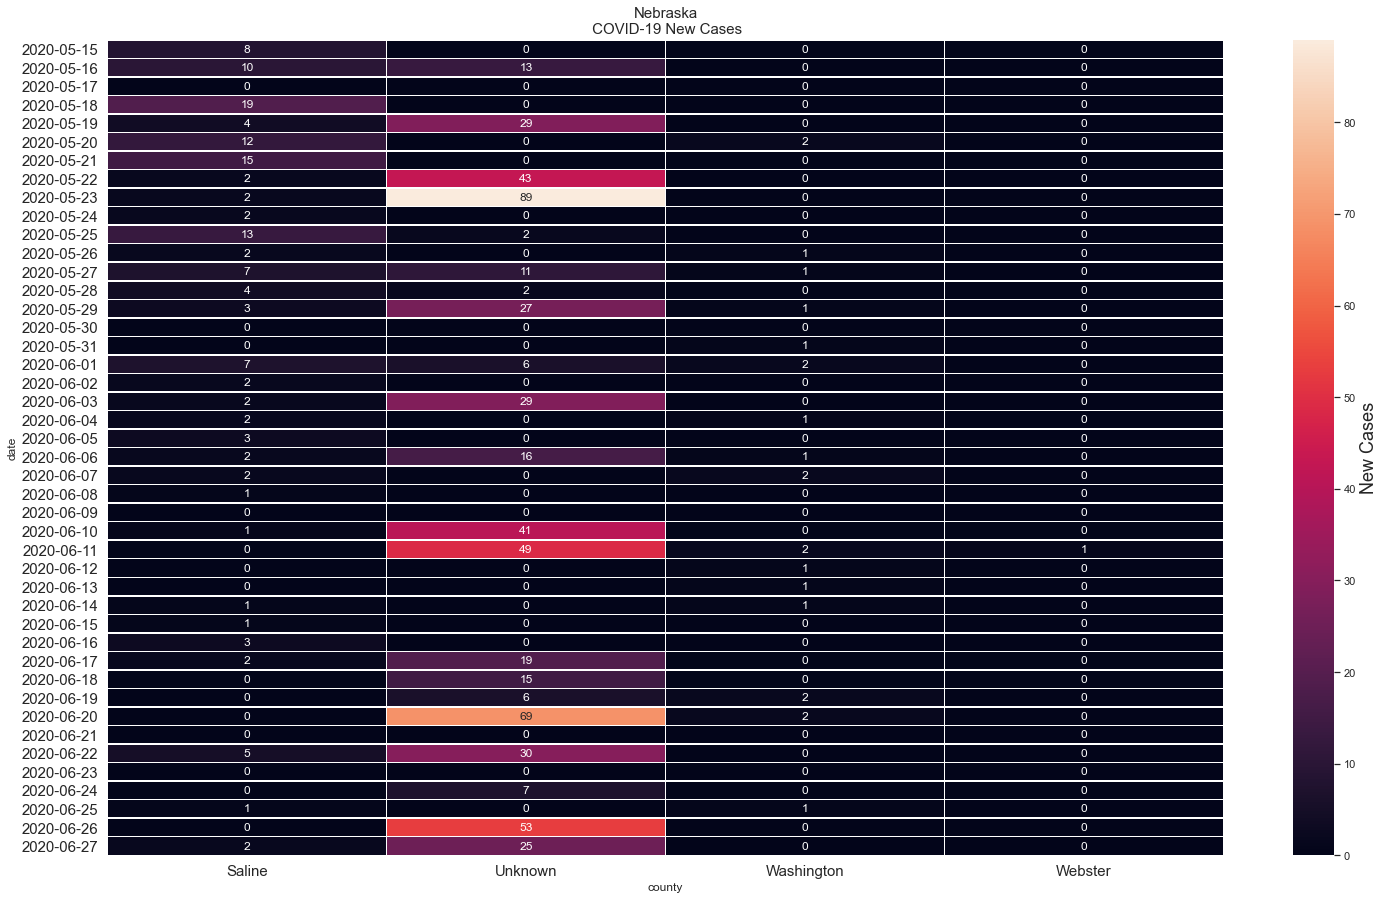 Nebraska
COVID-19 New Cases
2020-05-15 8 0 0 0
2020-05-16 10 13 0 0
2020-05-17 0 0 0 0
2020-05-18 19 0 0 0
2020-05-19 4 29 0 0
2020-05-20 12 0 2 0
2020-05-21 15 0 0 0
2020-05-22 2 43 0 0
2020-05-23 2 89 0 0
2020-05-24 2 0 0 0
2020-05-25 13 2 0 0
2020-05-26 2 0 1 0
2020-05-27 7 11 1 0
2020-05-28 4 2 0 0
2020-05-29 3 27 1 0
2020-05-30 0 0 0 0
2020-05-31 0 0 1 0
2020-06-01 7 6 2 0
2020-06-02 2 0 0 0
2020-06-03 2 29 0 0
2020-06-04 2 0 1 0
2020-06-05 3 0 0 0
2020-06-06 2 16 1 0
2020-06-07 2 0 2 0
2020-06-08 1 0 0 0
2020-06-09 0 0 0 0
2020-06-10 1 41 0 0
2020-06-11 0 49 2 1
2020-06-12 0 0 1 0
2020-06-13 0 0 1 0
2020-06-14 1 0 1 0
2020-06-15 1 0 0 0
2020-06-16 3 0 0 0
2020-06-17 2 19 0 0
2020-06-18 0 15 0 0
2020-06-19 0 6 2 0
2020-06-20 0 69 2 0
2020-06-21 0 0 0 0
2020-06-22 5 30 0 0
2020-06-23 0 0 0 0
2020-06-24 0 7 0 0
2020-06-25 1 0 1 0
2020-06-26 0 53 0 0
2020-06-27 2 25 0 0
Saline Unknown Washington Webster
county
date
80
70
60
50
40
30
20
10
0
New Cases